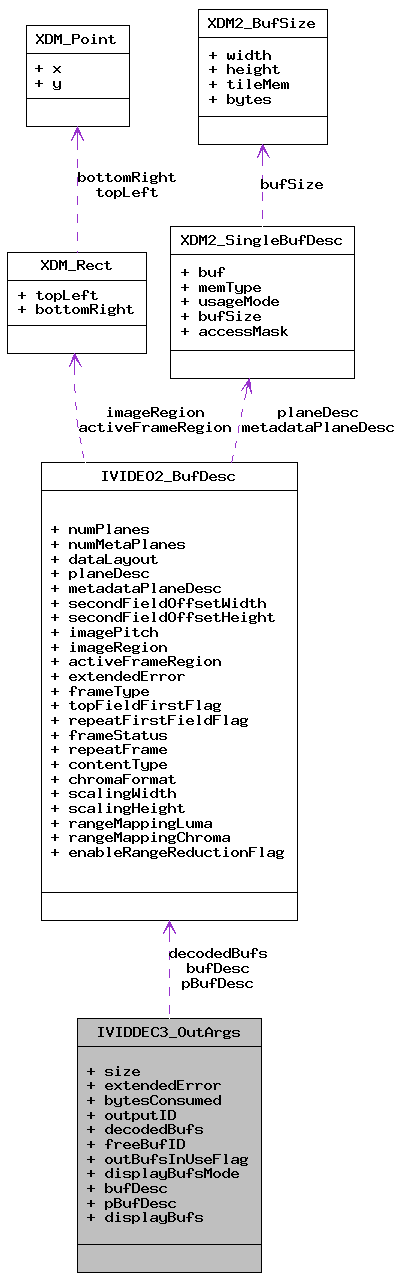 XDM_Point
+ x
+ y
XDM2_BufSize
+ width
+ height
+ tileMem
+ bytes
bottomRight
topLeft
bufSize
XDM_Rect
+ topLeft
+ bottomRight
XDM2_SingleBufDesc
+ buf
+ memType
+ usageMode
+ bufSize
+ accessMask
imageRegion
activeFrameRegion
planeDesc
metadataPlaneDesc
IVIDEO2_BufDesc
+ numPlanes
+ numMetaPlanes
+ dataLayout
+ planeDesc
+ metadataPlaneDesc
+ secondFieldOffsetWidth
+ secondFieldOffsetHeight
+ imagePitch
+ imageRegion
+ activeFrameRegion
+ extendedError
+ frameType
+ topFieldFirstFlag
+ repeatFirstFieldFlag
+ frameStatus
+ repeatFrame
+ contentType
+ chromaFormat
+ scalingWidth
+ scalingHeight
+ rangeMappingLuma
+ rangeMappingChroma
+ enableRangeReductionFlag
decodedBufs
bufDesc
pBufDesc
IVIDDEC3_OutArgs
+ size
+ extendedError
+ bytesConsumed
+ outputID
+ decodedBufs
+ freeBufID
+ outBufsInUseFlag
+ displayBufsMode
+ bufDesc
+ pBufDesc
+ displayBufs